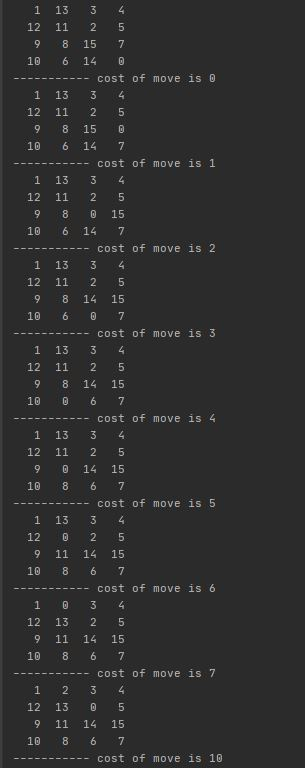 1 13 3 4
12 11 2 5
9 8 15 7
10 6 14 0
----------- cost of move is 0
1 13 3 4
12 11 2 5
9 8 15 0
10 6 14 7
----------- cost of move is 1
1 13 3 4
12 11 2 5
9 8 0 15
10 6 14 7
----------- cost of move is 2
1 13 3 4
12 11 2 5
9 8 14 15
10 6 0 7
----------- cost of move is 3
1 13 3 4
12 11 2 5
9 8 14 15
10 0 6 7
----------- cost of move is 4
1 13 3 4
12 11 2 5
9 0 14 15
10 8 6 7
----------- cost of move is 5
1 13 3 4
12 0 2 5
9 11 14 15
10 8 6 7
----------- cost of move is 6
1 0 3 4
12 13 2 5
9 11 14 15
10 8 6 7
----------- cost of move is 7
1 2 3 4
12 13 0 5
9 11 14 15
10 8 6 7
----------- cost of move is 10